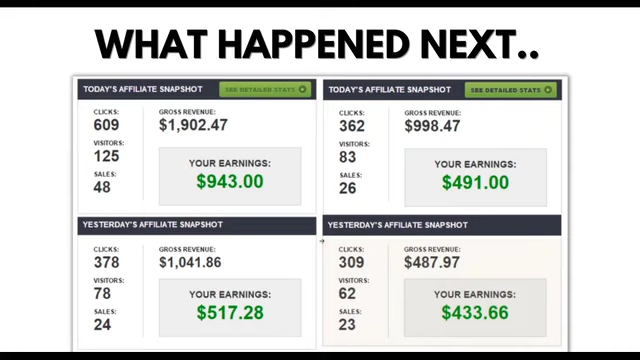 WHAT HAPPENED NEXT..
TODAY'S AFFILIATE SNAPSHOT
SEE DETAILED STATS
CLICKS:
609
VISITORS:
125
SALES:
48
GROSS REVENUE:
$1,902.47
YOUR EARNINGS:
$943.00
TODAY'S AFFILIATE SNAPSHOT
SEE DETAILED STATS
CLICKS:
362
VISITORS:
83
SALES:
26
GROSS REVENUE:
$998.47
YOUR EARNINGS:
$491.00
YESTERDAY'S AFFILIATE SNAPSHOT
CLICKS:
378
VISITORS:
78
SALES:
24
GROSS REVENUE:
$1,041.86
YOUR EARNINGS:
$517.28
YESTERDAY'S AFFILIATE SNAPSHOT
CLICKS:
309
VISITORS:
62
SALES:
23
GROSS REVENUE:
$487.97
YOUR EARNINGS:
$433.66